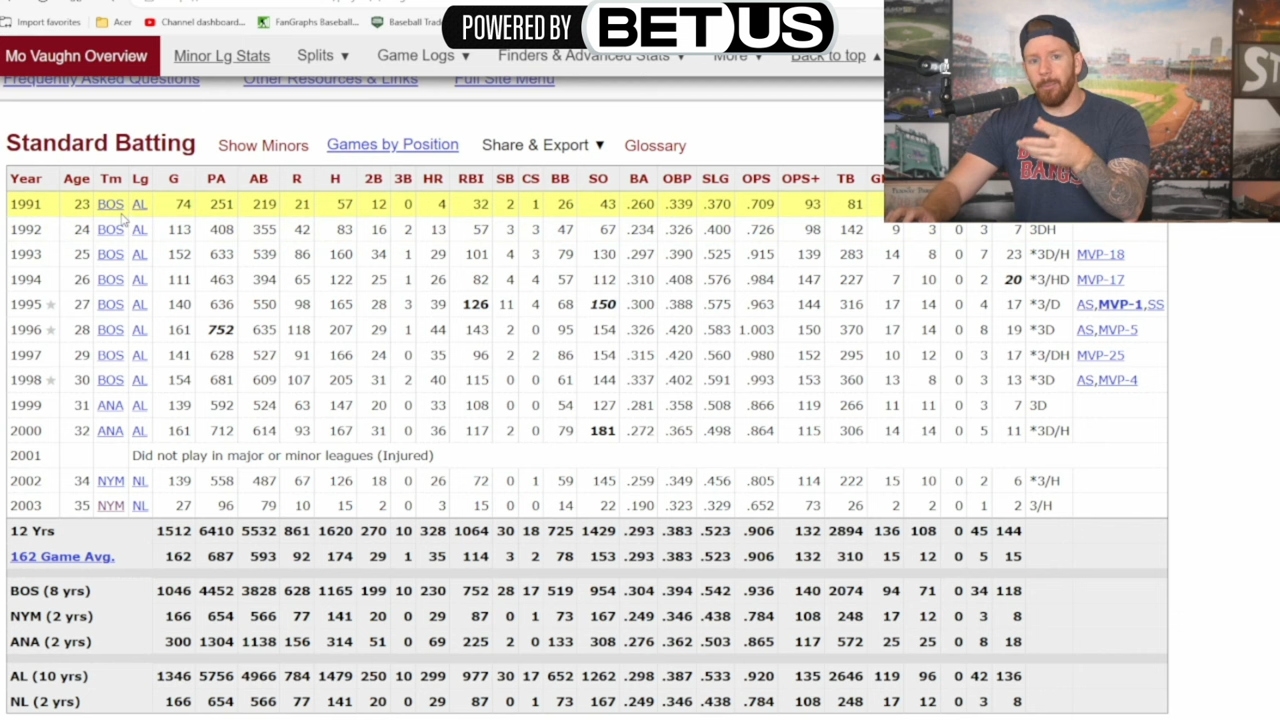 Import favorites Acer Channel dashboard... FanGraphs Baseball... Baseball Trad
POWERED BY BETUS
Mo Vaughn Overview Minor Lg Stats Splits ▼ Game Logs ▼ Finders & Advanced Stats ▼ More ▼ Back to top ▲
Frequently Asked Questions Other Resources & Links Full Site Menu
Standard Batting Show Minors Games by Position Share & Export ▼ Glossary
Year Age Tm Lg G PA AB R H 2B 3B HR RBI SB CS BB SO BA OBP SLG OPS OPS+ TB
1991 23 BOS AL 74 251 219 21 57 12 0 4 32 2 1 26 43 .260 .339 .370 .709 93 81
1992 24 BOS AL 113 408 355 42 83 16 2 13 57 3 3 47 67 .234 .326 .400 .726 98 142 9 3 0 3 7 3DH
1993 25 BOS AL 152 633 539 86 160 34 1 29 101 4 3 79 130 .297 .390 .525 .915 139 283 14 8 0 7 23 *3D/H MVP-18
1994 26 BOS AL 111 463 394 65 122 25 1 26 82 4 4 57 112 .310 .408 .576 .984 147 227 7 10 0 2 20 *3/HD MVP-17
1995 ★ 27 BOS AL 140 636 550 98 165 28 3 39 126 11 4 68 150 .300 .388 .575 .963 144 316 17 14 0 4 17 *3/D AS,MVP-1,SS
1996 ★ 28 BOS AL 161 752 635 118 207 29 1 44 143 2 0 95 154 .326 .420 .583 1.003 150 370 17 14 0 8 19 *3D AS,MVP-5
1997 29 BOS AL 141 628 527 91 166 24 0 35 96 2 2 86 154 .315 .420 .560 .980 152 295 10 12 0 3 17 *3/DH MVP-25
1998 ★ 30 BOS AL 154 681 609 107 205 31 2 40 115 0 0 61 144 .337 .402 .591 .993 153 360 13 8 0 3 13 *3D AS,MVP-4
1999 31 ANA AL 139 592 524 63 147 20 0 33 108 0 0 54 127 .281 .358 .508 .866 119 266 11 11 0 3 7 3D
2000 32 ANA AL 161 712 614 93 167 31 0 36 117 2 0 79 181 .272 .365 .498 .864 115 306 14 14 0 5 11 *3D/H
2001 Did not play in major or minor leagues (Injured)
2002 34 NYM NL 139 558 487 67 126 18 0 26 72 0 1 59 145 .259 .349 .456 .805 114 222 15 10 0 2 6 *3/H
2003 35 NYM NL 27 96 79 10 15 2 0 3 15 0 0 14 22 .190 .323 .329 .652 73 26 2 2 0 1 2 3/H
12 Yrs 1512 6410 5532 861 1620 270 10 328 1064 30 18 725 1429 .293 .383 .523 .906 132 2894 136 108 0 45 144
162 Game Avg. 162 687 593 92 174 29 1 35 114 3 2 78 153 .293 .383 .523 .906 132 310 15 12 0 5 15
BOS (8 yrs) 1046 4452 3828 628 1165 199 10 230 752 28 17 519 954 .304 .394 .542 .936 140 2074 94 71 0 34 118
NYM (2 yrs) 166 654 566 77 141 20 0 29 87 0 1 73 167 .249 .346 .438 .784 108 248 17 12 0 3 8
ANA (2 yrs) 300 1304 1138 156 314 51 0 69 225 2 0 133 308 .276 .362 .503 .865 117 572 25 25 0 8 18
AL (10 yrs) 1346 5756 4966 784 1479 250 10 299 977 30 17 652 1262 .298 .387 .533 .920 135 2646 119 96 0 42 136
NL (2 yrs) 166 654 566 77 141 20 0 29 87 0 1 73 167 .249 .346 .438 .784 108 248 17 12 0 3 8